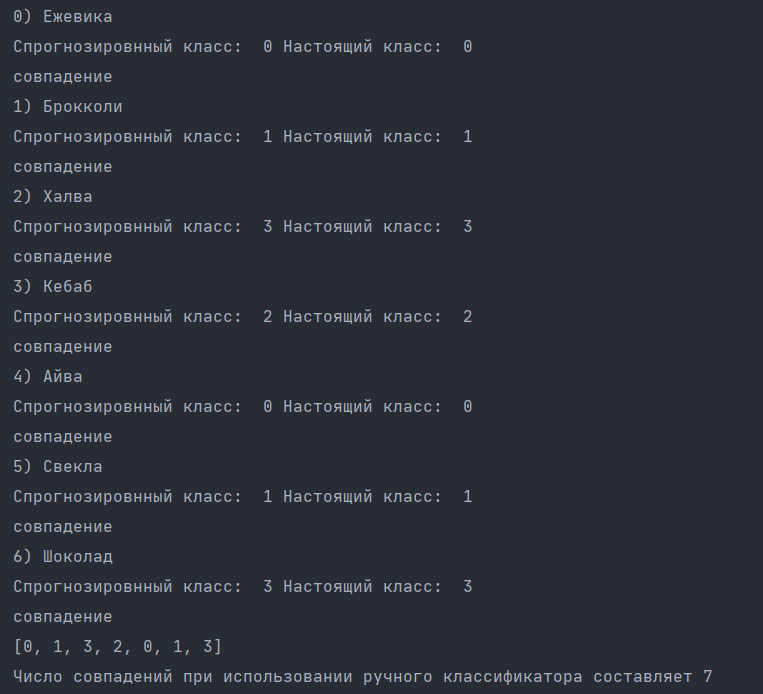 0) Ежевика
Спрогнозировнный класс:  0 Настоящий класс:  0
совпадение
1) Брокколи
Спрогнозировнный класс:  1 Настоящий класс:  1
совпадение
2) Халва
Спрогнозировнный класс:  3 Настоящий класс:  3
совпадение
3) Кебаб
Спрогнозировнный класс:  2 Настоящий класс:  2
совпадение
4) Айва
Спрогнозировнный класс:  0 Настоящий класс:  0
совпадение
5) Свекла
Спрогнозировнный класс:  1 Настоящий класс:  1
совпадение
6) Шоколад
Спрогнозировнный класс:  3 Настоящий класс:  3
совпадение
[0, 1, 3, 2, 0, 1, 3]
Число совпадений при использовании ручного классификатора составляет 7